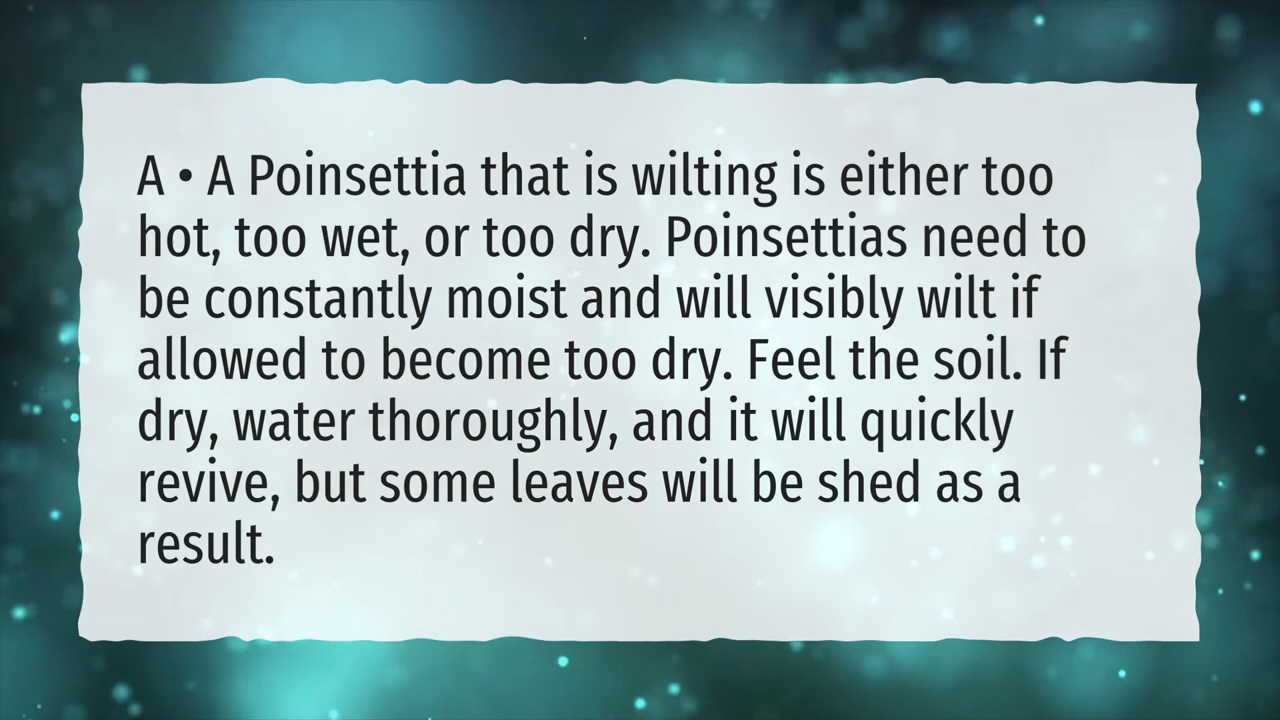 A • A Poinsettia that is wilting is either too
hot, too wet, or too dry. Poinsettias need to
be constantly moist and will visibly wilt if
allowed to become too dry. Feel the soil. If
dry, water thoroughly, and it will quickly
revive, but some leaves will be shed as a
result.